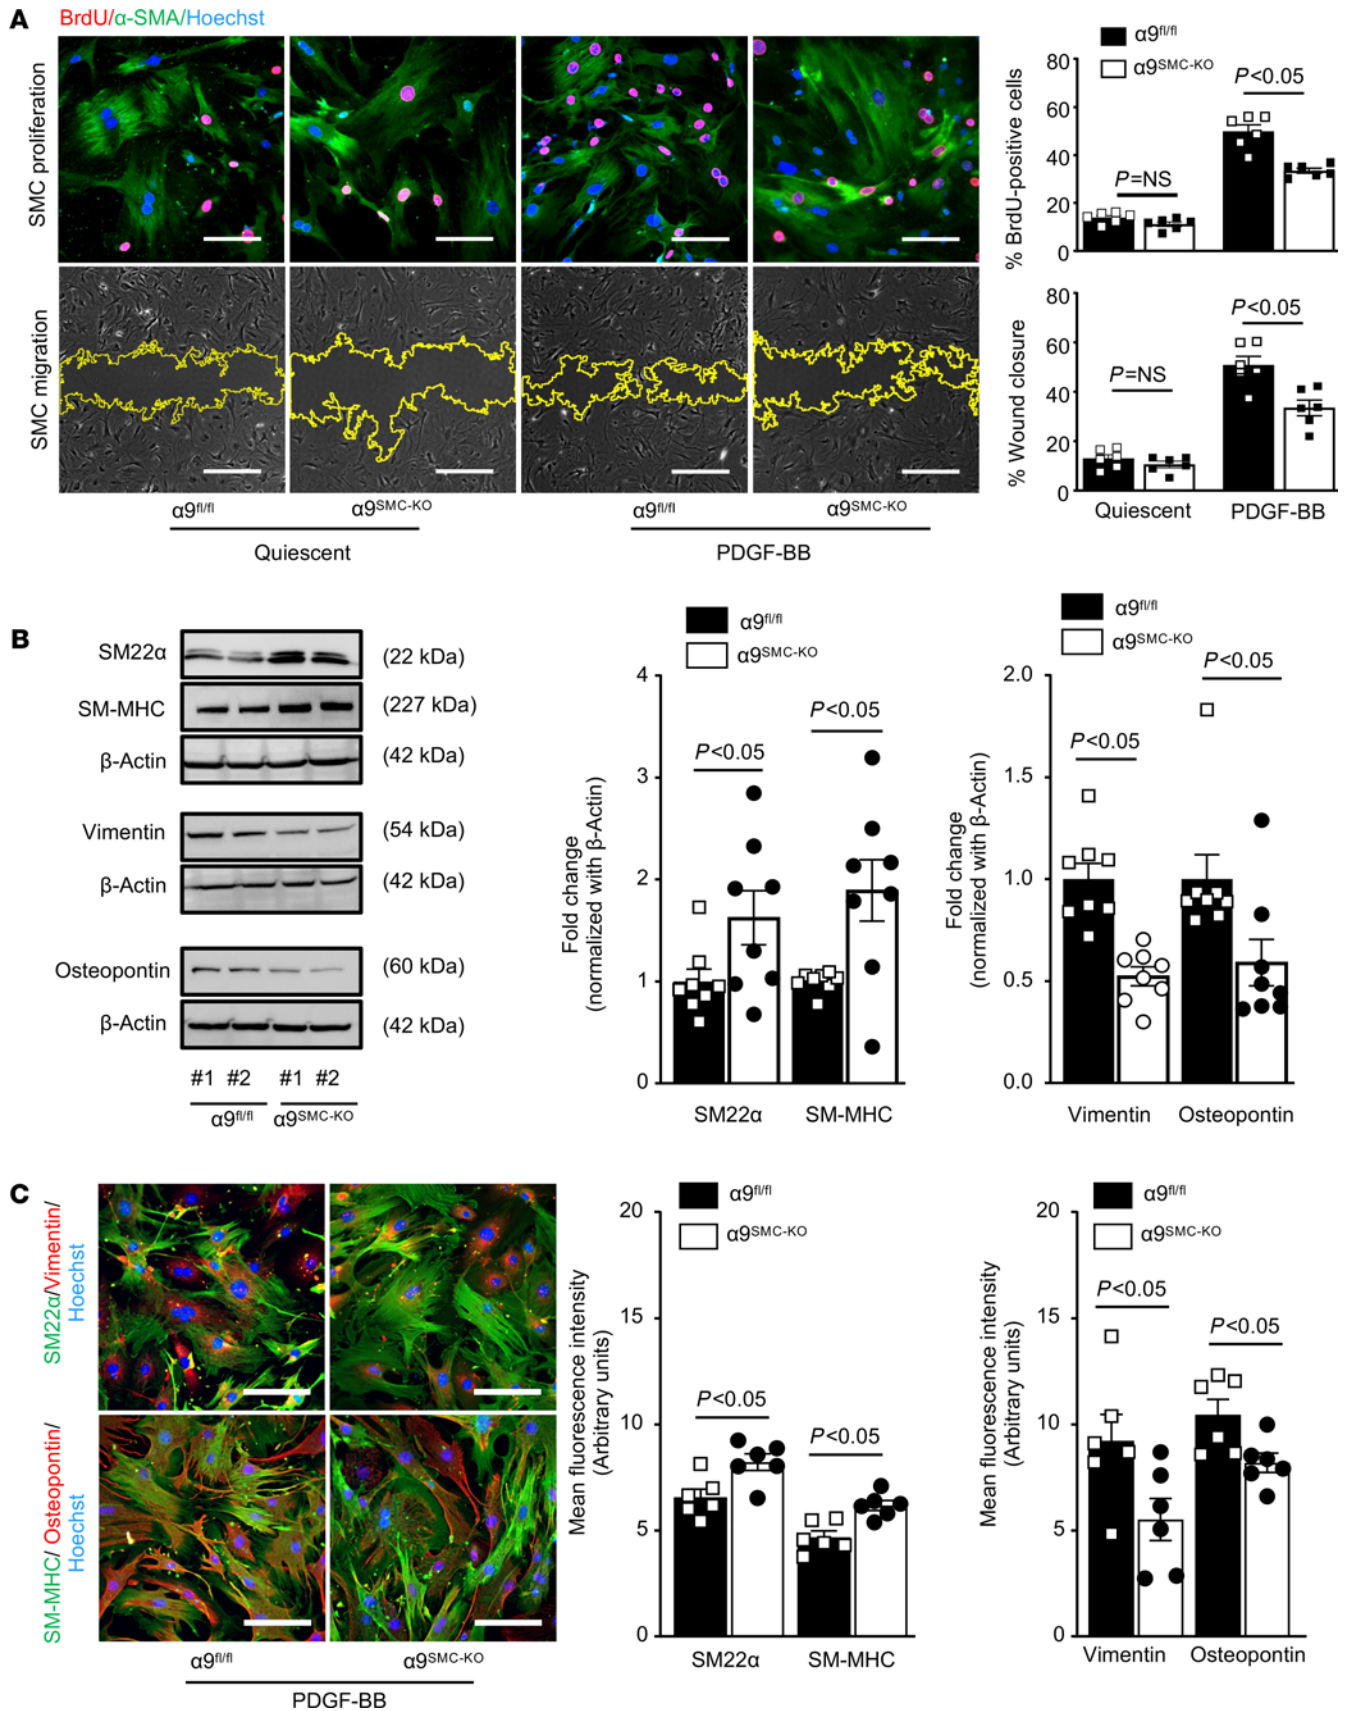 A
BrdU/α-SMA/Hoechst
SMC proliferation
SMC migration
α9fl/fl
α9SMC-KO
α9fl/fl
α9SMC-KO
Quiescent
PDGF-BB
α9fl/fl
α9SMC-KO
% BrdU-positive cells
80
60
40
20
0
P=NS
P<0.05
% Wound closure
80
60
40
20
0
P=NS
P<0.05
Quiescent
PDGF-BB
B
SM22α
(22 kDa)
SM-MHC
(227 kDa)
β-Actin
(42 kDa)
Vimentin
(54 kDa)
β-Actin
(42 kDa)
Osteopontin
(60 kDa)
β-Actin
(42 kDa)
#1 #2 #1 #2
α9fl/fl α9SMC-KO
α9fl/fl
α9SMC-KO
Fold change
(normalized with β-Actin)
4
3
2
1
0
P<0.05
P<0.05
SM22α
SM-MHC
α9fl/fl
α9SMC-KO
Fold change
(normalized with β-Actin)
2.0
1.5
1.0
0.5
0.0
P<0.05
P<0.05
Vimentin
Osteopontin
C
SM22α/Vimentin/
Hoechst
SM-MHC/ Osteopontin/
Hoechst
α9fl/fl
α9SMC-KO
PDGF-BB
α9fl/fl
α9SMC-KO
Mean fluorescence intensity
(Arbitrary units)
20
15
10
5
0
P<0.05
P<0.05
SM22α
SM-MHC
α9fl/fl
α9SMC-KO
Mean fluorescence intensity
(Arbitrary units)
20
15
10
5
0
P<0.05
P<0.05
Vimentin
Osteopontin